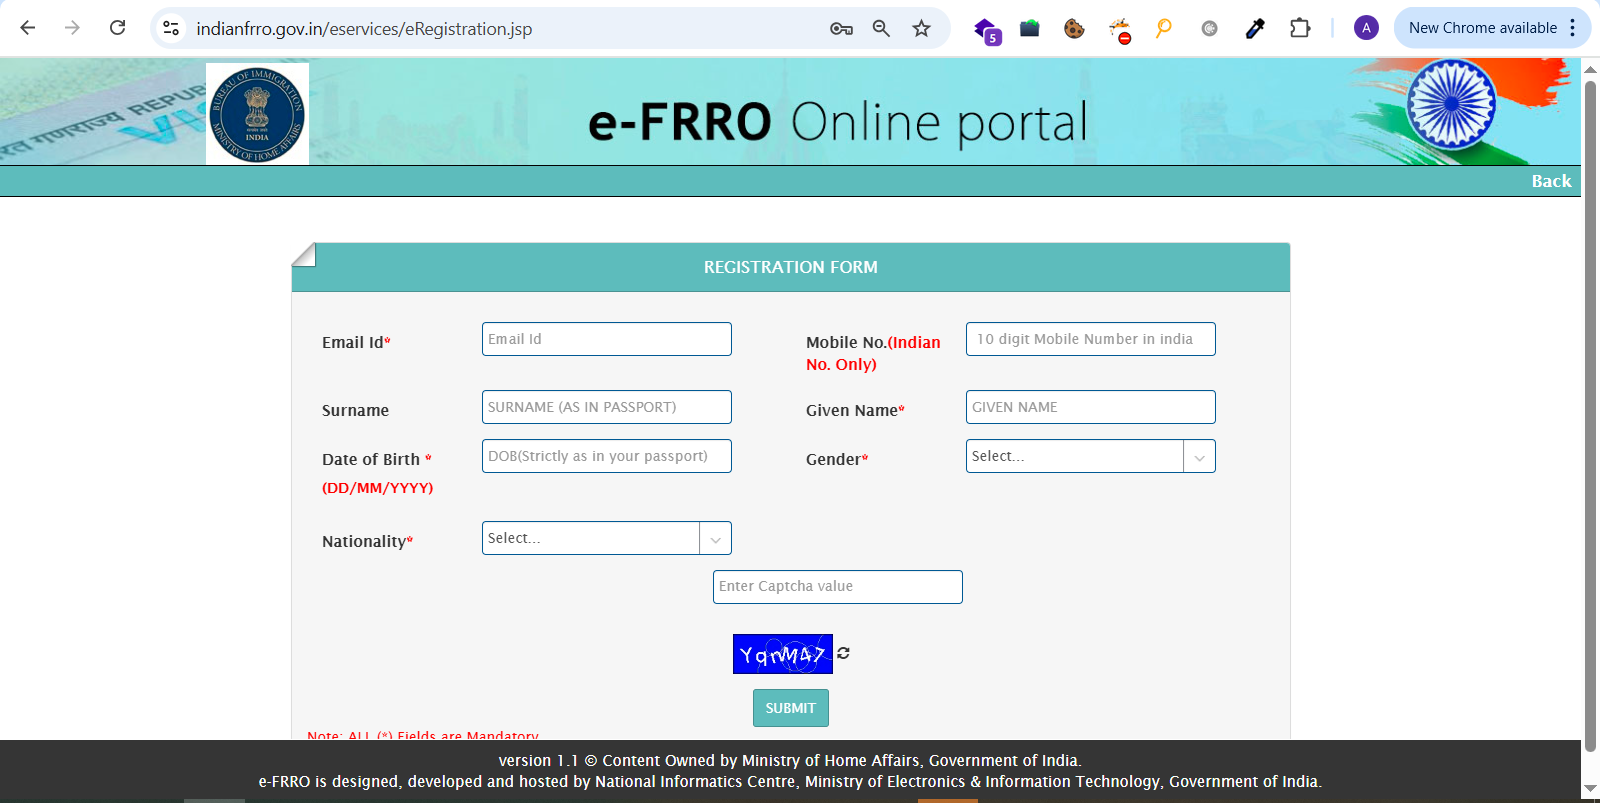 indianfrro.gov.in/eservices/eRegistration.jsp
5
A
New Chrome available
BUREAU OF IMMIGRATION
INDIA
MINISTRY OF HOME AFFAIRS
e-FRRO Online portal
Back
REGISTRATION FORM
Email Id*
Email Id
Mobile No.(Indian No. Only)
10 digit Mobile Number in india
Surname
SURNAME (AS IN PASSPORT)
Given Name*
GIVEN NAME
Date of Birth *
(DD/MM/YYYY)
DOB(Strictly as in your passport)
Gender*
Select...
Nationality*
Select...
Enter Captcha value
YqrM47
SUBMIT
Note: ALL (*) Fields are Mandatory
version 1.1 © Content Owned by Ministry of Home Affairs, Government of India.
e-FRRO is designed, developed and hosted by National Informatics Centre, Ministry of Electronics & Information Technology, Government of India.